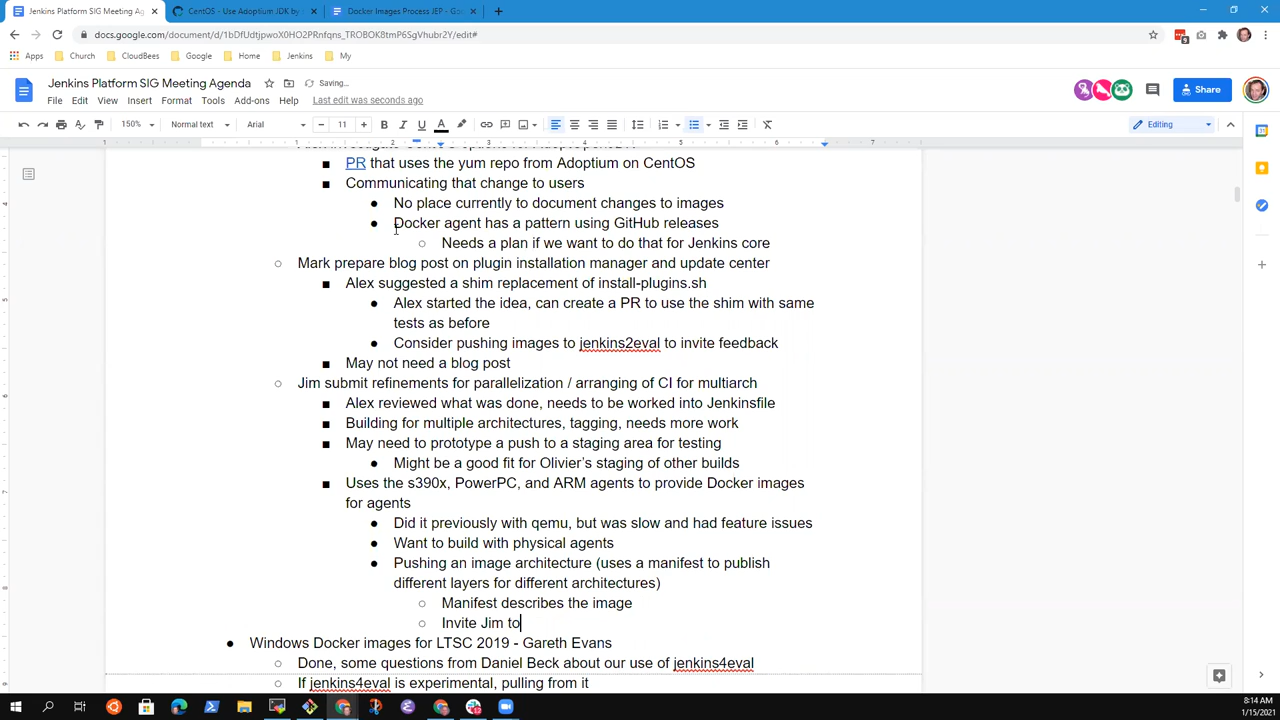 Jenkins Platform SIG Meeting Ag
CentOS - Use Adoptium JDK by
Docker Images Process JEP - Goo
docs.google.com/document/d/1bDfUdtjpwoX0HO2PRnfqns_TROBOK8tmP6SgVhubr2Y/edit#
Apps
Church
CloudBees
Google
Home
Jenkins
My
Jenkins Platform SIG Meeting Agenda
Saving...
File Edit View Insert Format Tools Add-ons Help
Last edit was seconds ago
Share
150%
Normal text
Arial
11
Editing
PR that uses the yum repo from Adoptium on CentOS
Communicating that change to users
No place currently to document changes to images
Docker agent has a pattern using GitHub releases
Needs a plan if we want to do that for Jenkins core
Mark prepare blog post on plugin installation manager and update center
Alex suggested a shim replacement of install-plugins.sh
Alex started the idea, can create a PR to use the shim with same
tests as before
Consider pushing images to jenkins2eval to invite feedback
May not need a blog post
Jim submit refinements for parallelization / arranging of CI for multiarch
Alex reviewed what was done, needs to be worked into Jenkinsfile
Building for multiple architectures, tagging, needs more work
May need to prototype a push to a staging area for testing
Might be a good fit for Olivier's staging of other builds
Uses the s390x, PowerPC, and ARM agents to provide Docker images
for agents
Did it previously with qemu, but was slow and had feature issues
Want to build with physical agents
Pushing an image architecture (uses a manifest to publish
different layers for different architectures)
Manifest describes the image
Invite Jim to
Windows Docker images for LTSC 2019 - Gareth Evans
Done, some questions from Daniel Beck about our use of jenkins4eval
If jenkins4eval is experimental, pulling from it
8:14 AM
1/15/2021